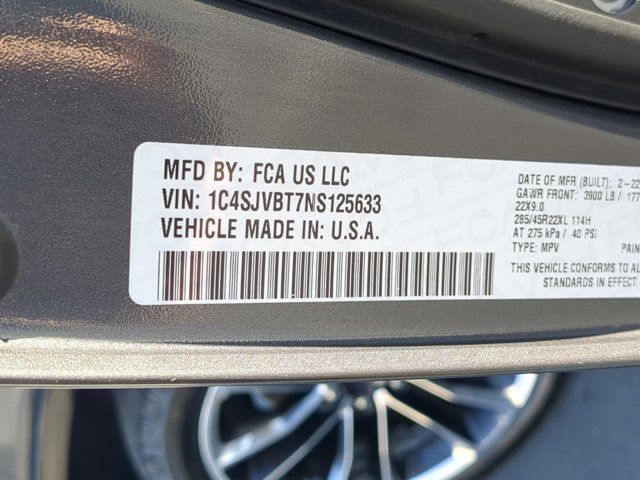 MFD BY: FCA US LLC
VIN: 1C4SJVBT7NS125633
VEHICLE MADE IN: U.S.A.
DATE OF MFR (BUILT): 2-22
GAWR FRONT: 3900 LB / 177
22X9.0
285/45R22XL 114H
AT 275 kPa / 40 PSI
TYPE: MPV PAIN
THIS VEHICLE CONFORMS TO AL
STANDARDS IN EFFECT